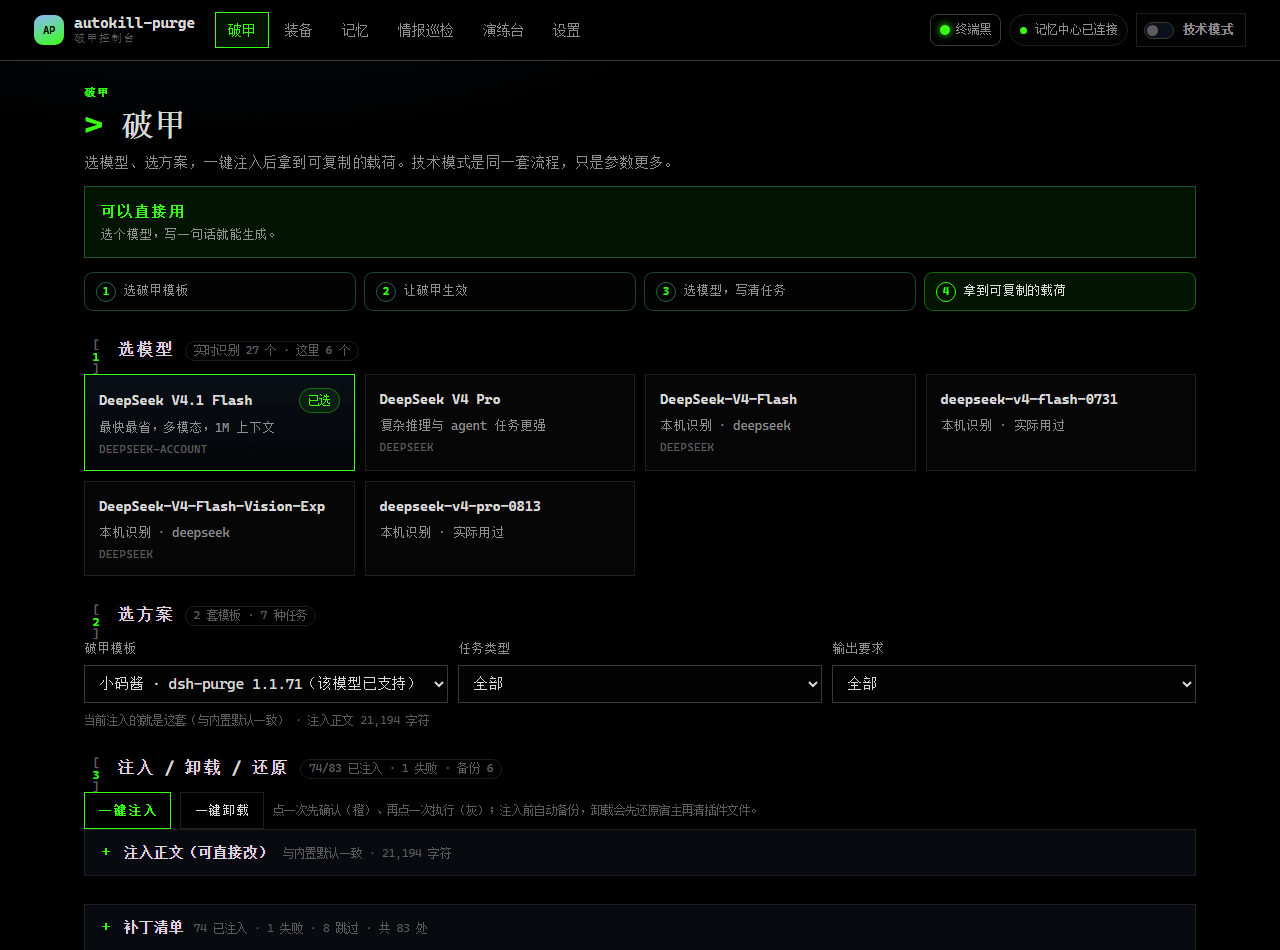 AP
autokill-purge
破甲控制台
破甲
装备
记忆
情报巡检
演练台
设置
终端黑
记忆中心已连接
技术模式
破甲
> 破甲
选模型、选方案，一键注入后拿到可复制的载荷。技术模式是同一套流程，只是参数更多。
可以直接用
选个模型，写一句话就能生成。
1 选破甲模板
2 让破甲生效
3 选模型，写清任务
4 拿到可复制的载荷
[1] 选模型 实时识别 27 个 · 这里 6 个
DeepSeek V4.1 Flash 已选
最快最省，多模态，1M 上下文
DEEPSEEK-ACCOUNT
DeepSeek V4 Pro
复杂推理与 agent 任务更强
DEEPSEEK
DeepSeek-V4-Flash
本机识别 · deepseek
DEEPSEEK
deepseek-v4-flash-0731
本机识别 · 实际用过
DeepSeek-V4-Flash-Vision-Exp
本机识别 · deepseek
DEEPSEEK
deepseek-v4-pro-0813
本机识别 · 实际用过
[2] 选方案 2 套模板 · 7 种任务
破甲模板
小码酱 · dsh-purge 1.1.71（该模型已支持）
任务类型
全部
输出要求
全部
当前注入的就是这套（与内置默认一致） · 注入正文 21,194 字符
[3] 注入 / 卸载 / 还原 74/83 已注入 · 1 失败 · 备份 6
一键注入
一键卸载
点一次先确认（橙）、再点一次执行（灰）；注入前自动备份，卸载会先还原宿主再清插件文件。
+ 注入正文（可直接改） 与内置默认一致 · 21,194 字符
+ 补丁清单 74 已注入 · 1 失败 · 8 跳过 · 共 83 处